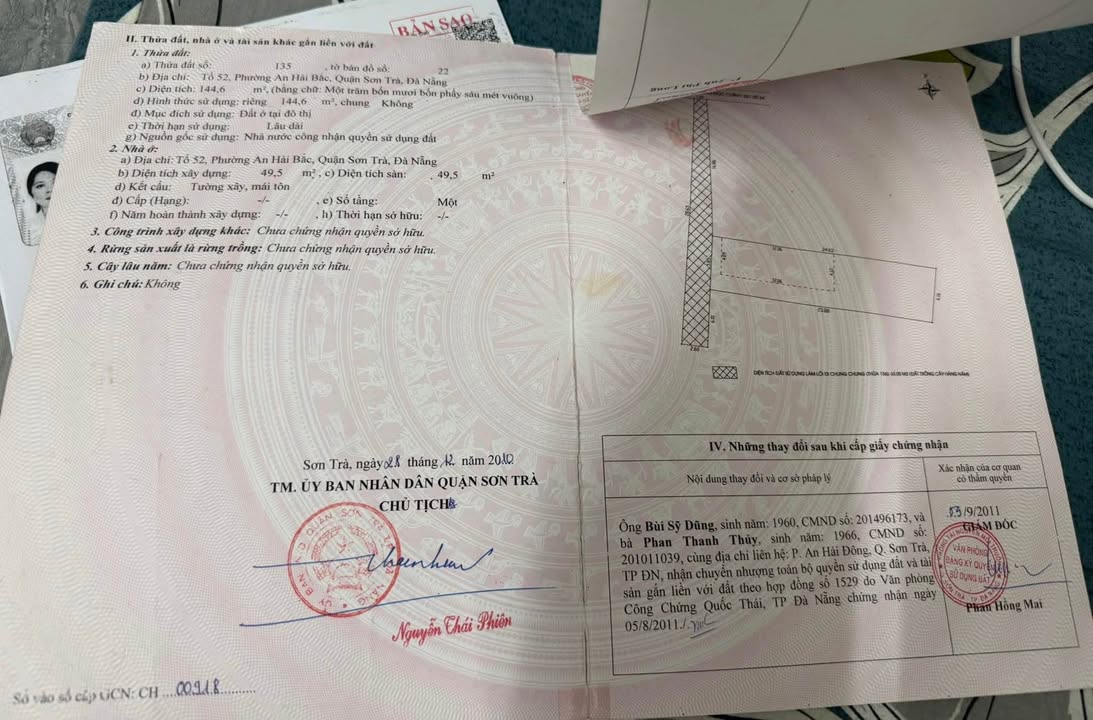 BẢN SAO
II. Thửa đất, nhà ở và tài sản khác gắn liền với đất
1. Thửa đất:
a) Thửa đất số: 135 , tờ bản đồ số: 22
b) Địa chỉ: Tổ 52, Phường An Hải Bắc, Quận Sơn Trà, Đà Nẵng
c) Diện tích: 144,6 m², (bằng chữ: Một trăm bốn mươi bốn phẩy sáu mét vuông)
d) Hình thức sử dụng: riêng 144,6 m², chung Không
đ) Mục đích sử dụng: Đất ở tại đô thị
e) Thời hạn sử dụng: Lâu dài
g) Nguồn gốc sử dụng: Nhà nước công nhận quyền sử dụng đất
2. Nhà ở:
a) Địa chỉ: Tổ 52, Phường An Hải Bắc, Quận Sơn Trà, Đà Nẵng
b) Diện tích xây dựng: 49,5 m² , c) Diện tích sàn: 49,5 m²
d) Kết cấu: Tường xây, mái tôn
đ) Cấp (Hạng): -/- , e) Số tầng: Một
f) Năm hoàn thành xây dựng: -/- , h) Thời hạn sở hữu: -/-
3. Công trình xây dựng khác: Chưa chứng nhận quyền sở hữu.
4. Rừng sản xuất là rừng trồng: Chưa chứng nhận quyền sở hữu.
5. Cây lâu năm: Chưa chứng nhận quyền sở hữu.
6. Ghi chú: Không
Sơn Trà, ngày 28 tháng 12 năm 2010
TM. ỦY BAN NHÂN DÂN QUẬN SƠN TRÀ
CHỦ TỊCH
Nguyễn Thái Phiên
Số vào sổ cấp GCN: CH ....00918..........
2.80
IV. Những thay đổi sau khi cấp giấy chứng nhận
Nội dung thay đổi và cơ sở pháp lý
Xác nhận của cơ quan
có thẩm quyền
Ông Bùi Sỹ Dũng, sinh năm: 1960, CMND số: 201496173, và
bà Phan Thanh Thủy, sinh năm: 1966, CMND số:
201011039, cùng địa chỉ liên hệ: P. An Hải Đông, Q. Sơn Trà,
TP ĐN, nhận chuyển nhượng toàn bộ quyền sử dụng đất và tài
sản gắn liền với đất theo hợp đồng số 1529 do Văn phòng
Công Chứng Quốc Thái, TP Đà Nẵng chứng nhận ngày
05/8/2011./.
13/9/2011
GIÁM ĐỐC
VĂN PHÒNG
ĐĂNG KÝ QUYỀN
SỬ DỤNG ĐẤT
Phan Hồng Mai